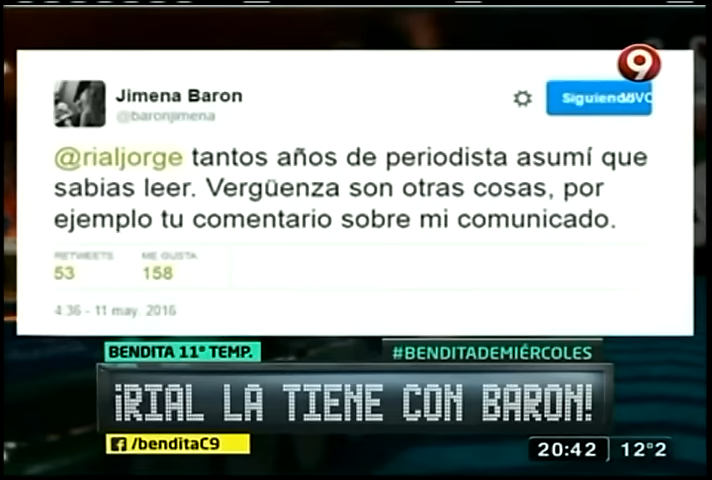 9
Jimena Baron
@baronjimena
Siguiendo
VIVO
@rialjorge tantos años de periodista asumí que
sabias leer. Vergüenza son otras cosas, por
ejemplo tu comentario sobre mi comunicado.
RETWEETS ME GUSTA
53 158
4:36 - 11 may. 2016
BENDITA 11° TEMP. #BENDITADEMIÉRCOLES
¡RIAL LA TIENE CON BARON!
/benditaC9
20:42 12°2